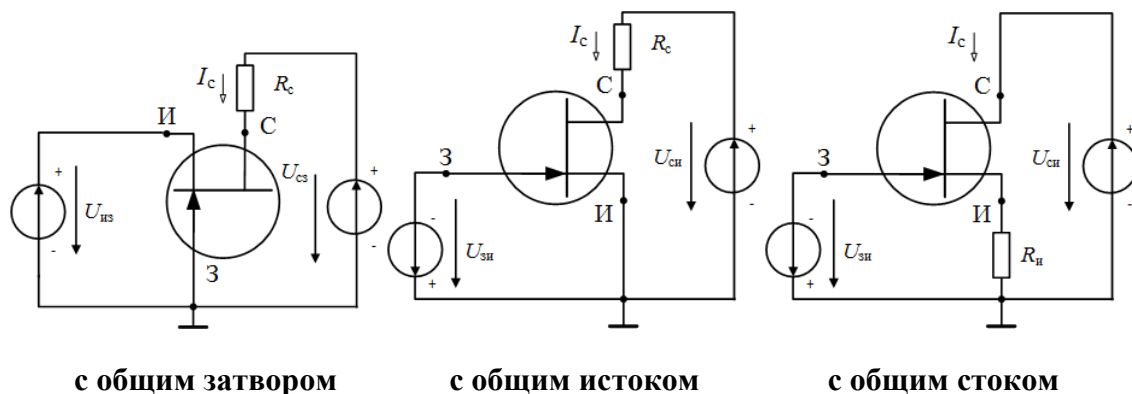 I с
R с
И
С
+
-
U из
U сз
+
-
З
I с
R с
С
З
-
+
U зи
И
U си
+
-
I с
С
З
-
+
U зи
И
R и
U си
+
-
с общим затвором
с общим истоком
с общим стоком